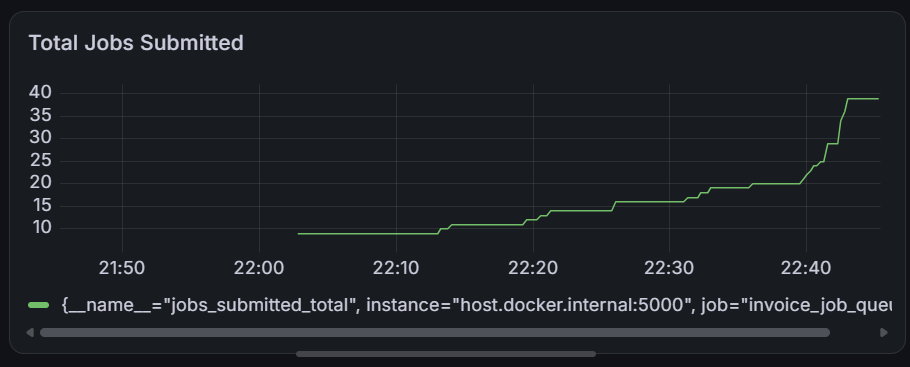 Total Jobs Submitted
40
35
30
25
20
15
10
21:50 22:00 22:10 22:20 22:30 22:40
{__name__="jobs_submitted_total", instance="host.docker.internal:5000", job="invoice_job_queu